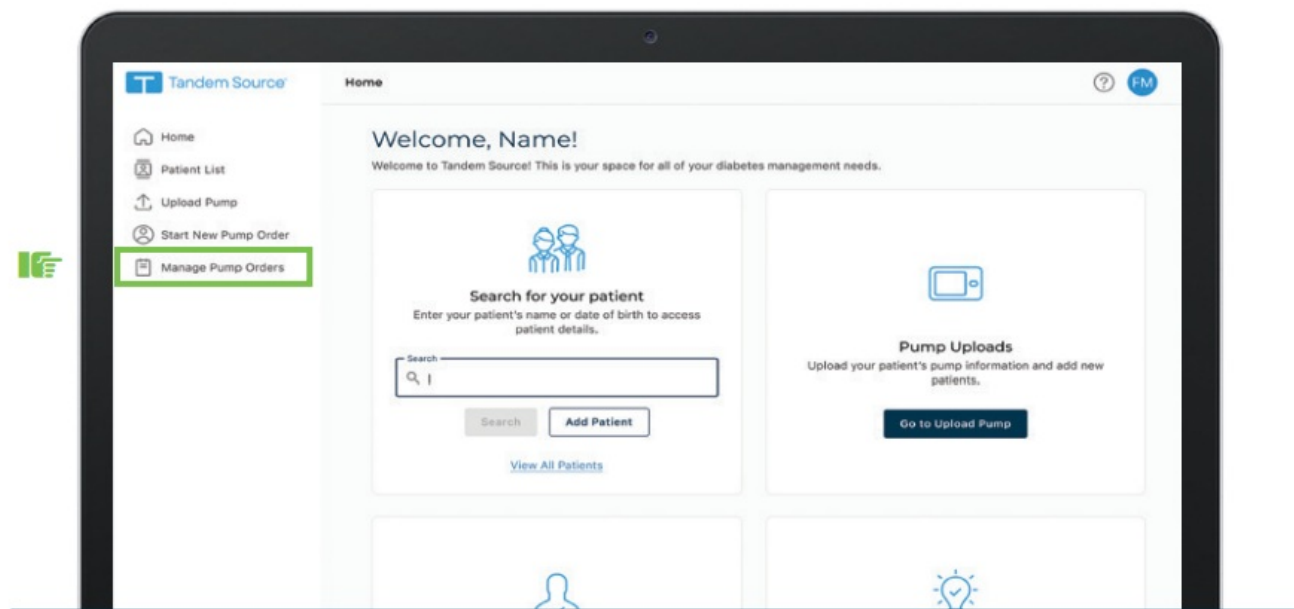 Tandem Source
Home
FM
Home
Patient List
Upload Pump
Start New Pump Order
Manage Pump Orders
Welcome, Name!
Welcome to Tandem Source! This is your space for all of your diabetes management needs.
Search for your patient
Enter your patient's name or date of birth to access
patient details.
Search
Search
Add Patient
View All Patients
Pump Uploads
Upload your patient's pump information and add new
patients.
Go to Upload Pump